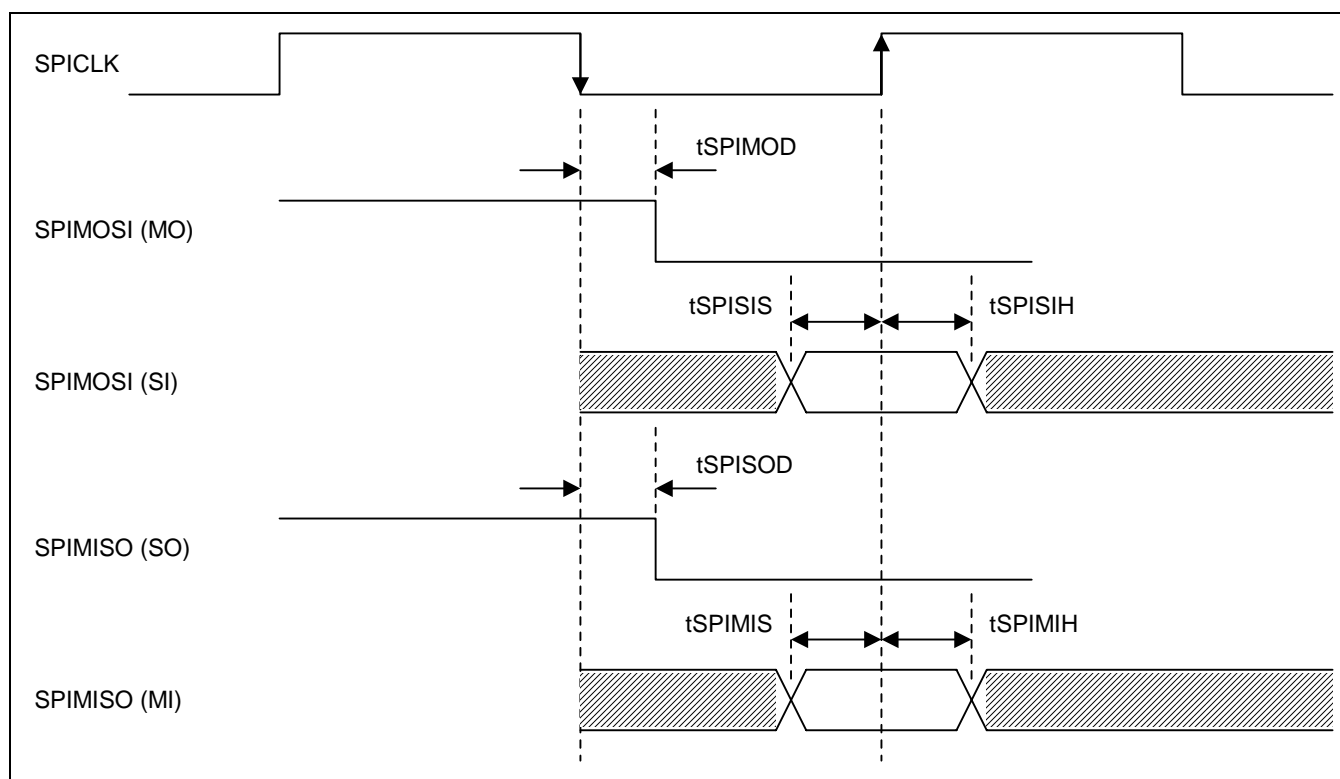 SPICLK
tSPIMOD
SPIMOSI (MO)
tSPISIS
tSPISIH
SPIMOSI (SI)
tSPISOD
SPIMISO (SO)
tSPIMIS
tSPIMIH
SPIMISO (MI)